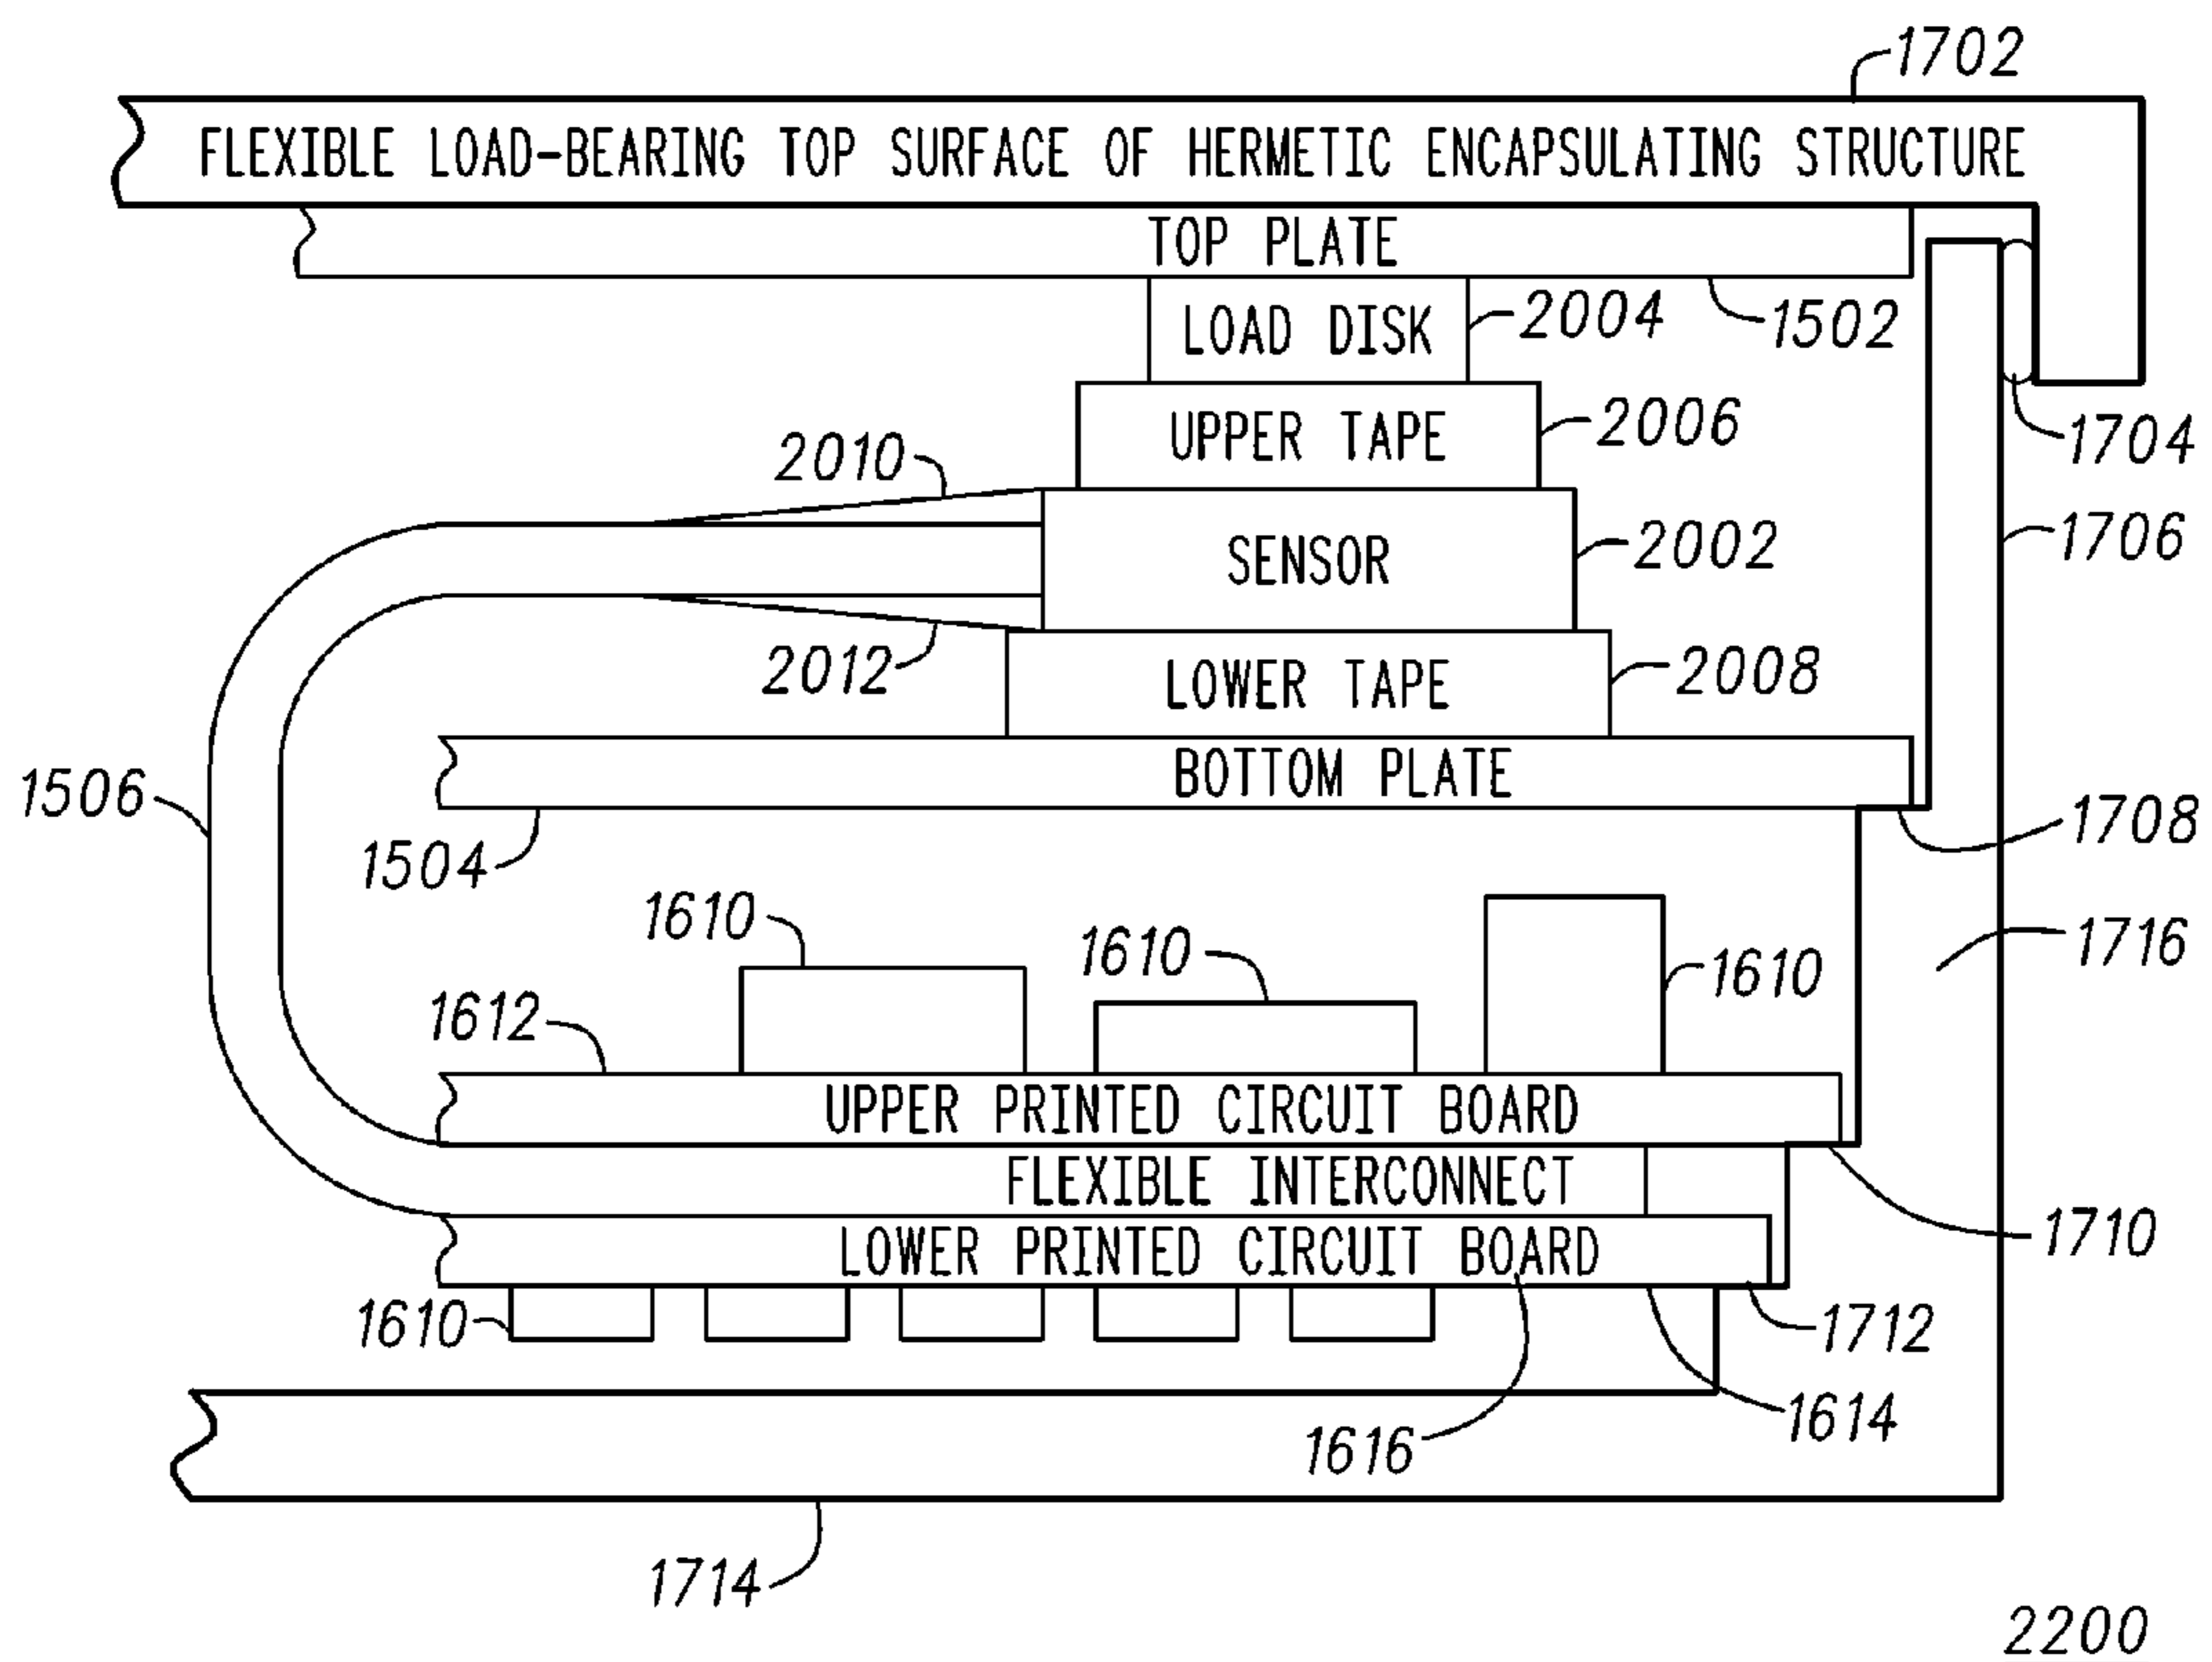 1702
FLEXIBLE LOAD-BEARING TOP SURFACE OF HERMETIC ENCAPSULATING STRUCTURE
TOP PLATE
LOAD DISK
2004
1502
UPPER TAPE
2006
1704
2010
SENSOR
2002
1706
2012
LOWER TAPE
2008
BOTTOM PLATE
1506
1708
1504
1610
1610
1610
1716
1612
UPPER PRINTED CIRCUIT BOARD
FLEXIBLE INTERCONNECT
1710
LOWER PRINTED CIRCUIT BOARD
1610
1712
1614
1616
1714
2200